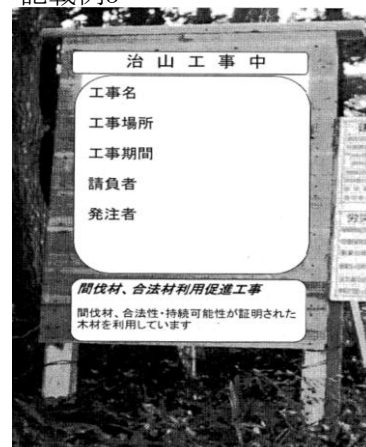 治山工事中
工事名
工事場所
工事期間
請負者
発注者
間伐材、合法材利用促進工事
間伐材、合法性・持続可能性が証明された
木材を利用しています